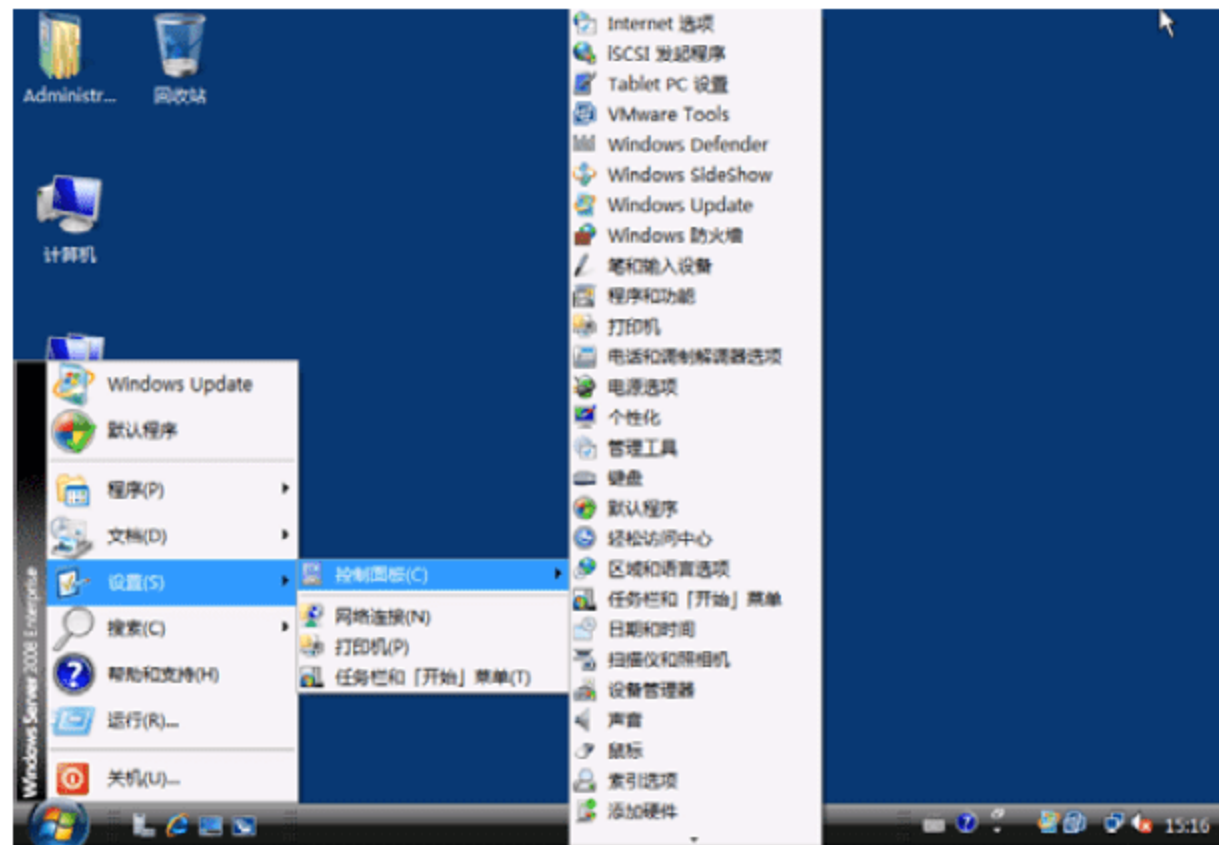 Administr...
回收站
计算机
Windows Update
默认程序
程序(P)
文档(D)
设置(S)
搜索(C)
帮助和支持(H)
运行(R)...
关机(U)...
Windows Server 2008 Enterprise
控制面板(C)
网络连接(N)
打印机(P)
任务栏和「开始」菜单(T)
Internet 选项
iSCSI 发起程序
Tablet PC 设置
VMware Tools
Windows Defender
Windows SideShow
Windows Update
Windows 防火墙
笔和输入设备
程序和功能
打印机
电话和调制解调器选项
电源选项
个性化
管理工具
键盘
默认程序
轻松访问中心
区域和语言选项
任务栏和「开始」菜单
日期和时间
扫描仪和照相机
设备管理器
声音
鼠标
索引选项
添加硬件
15:16